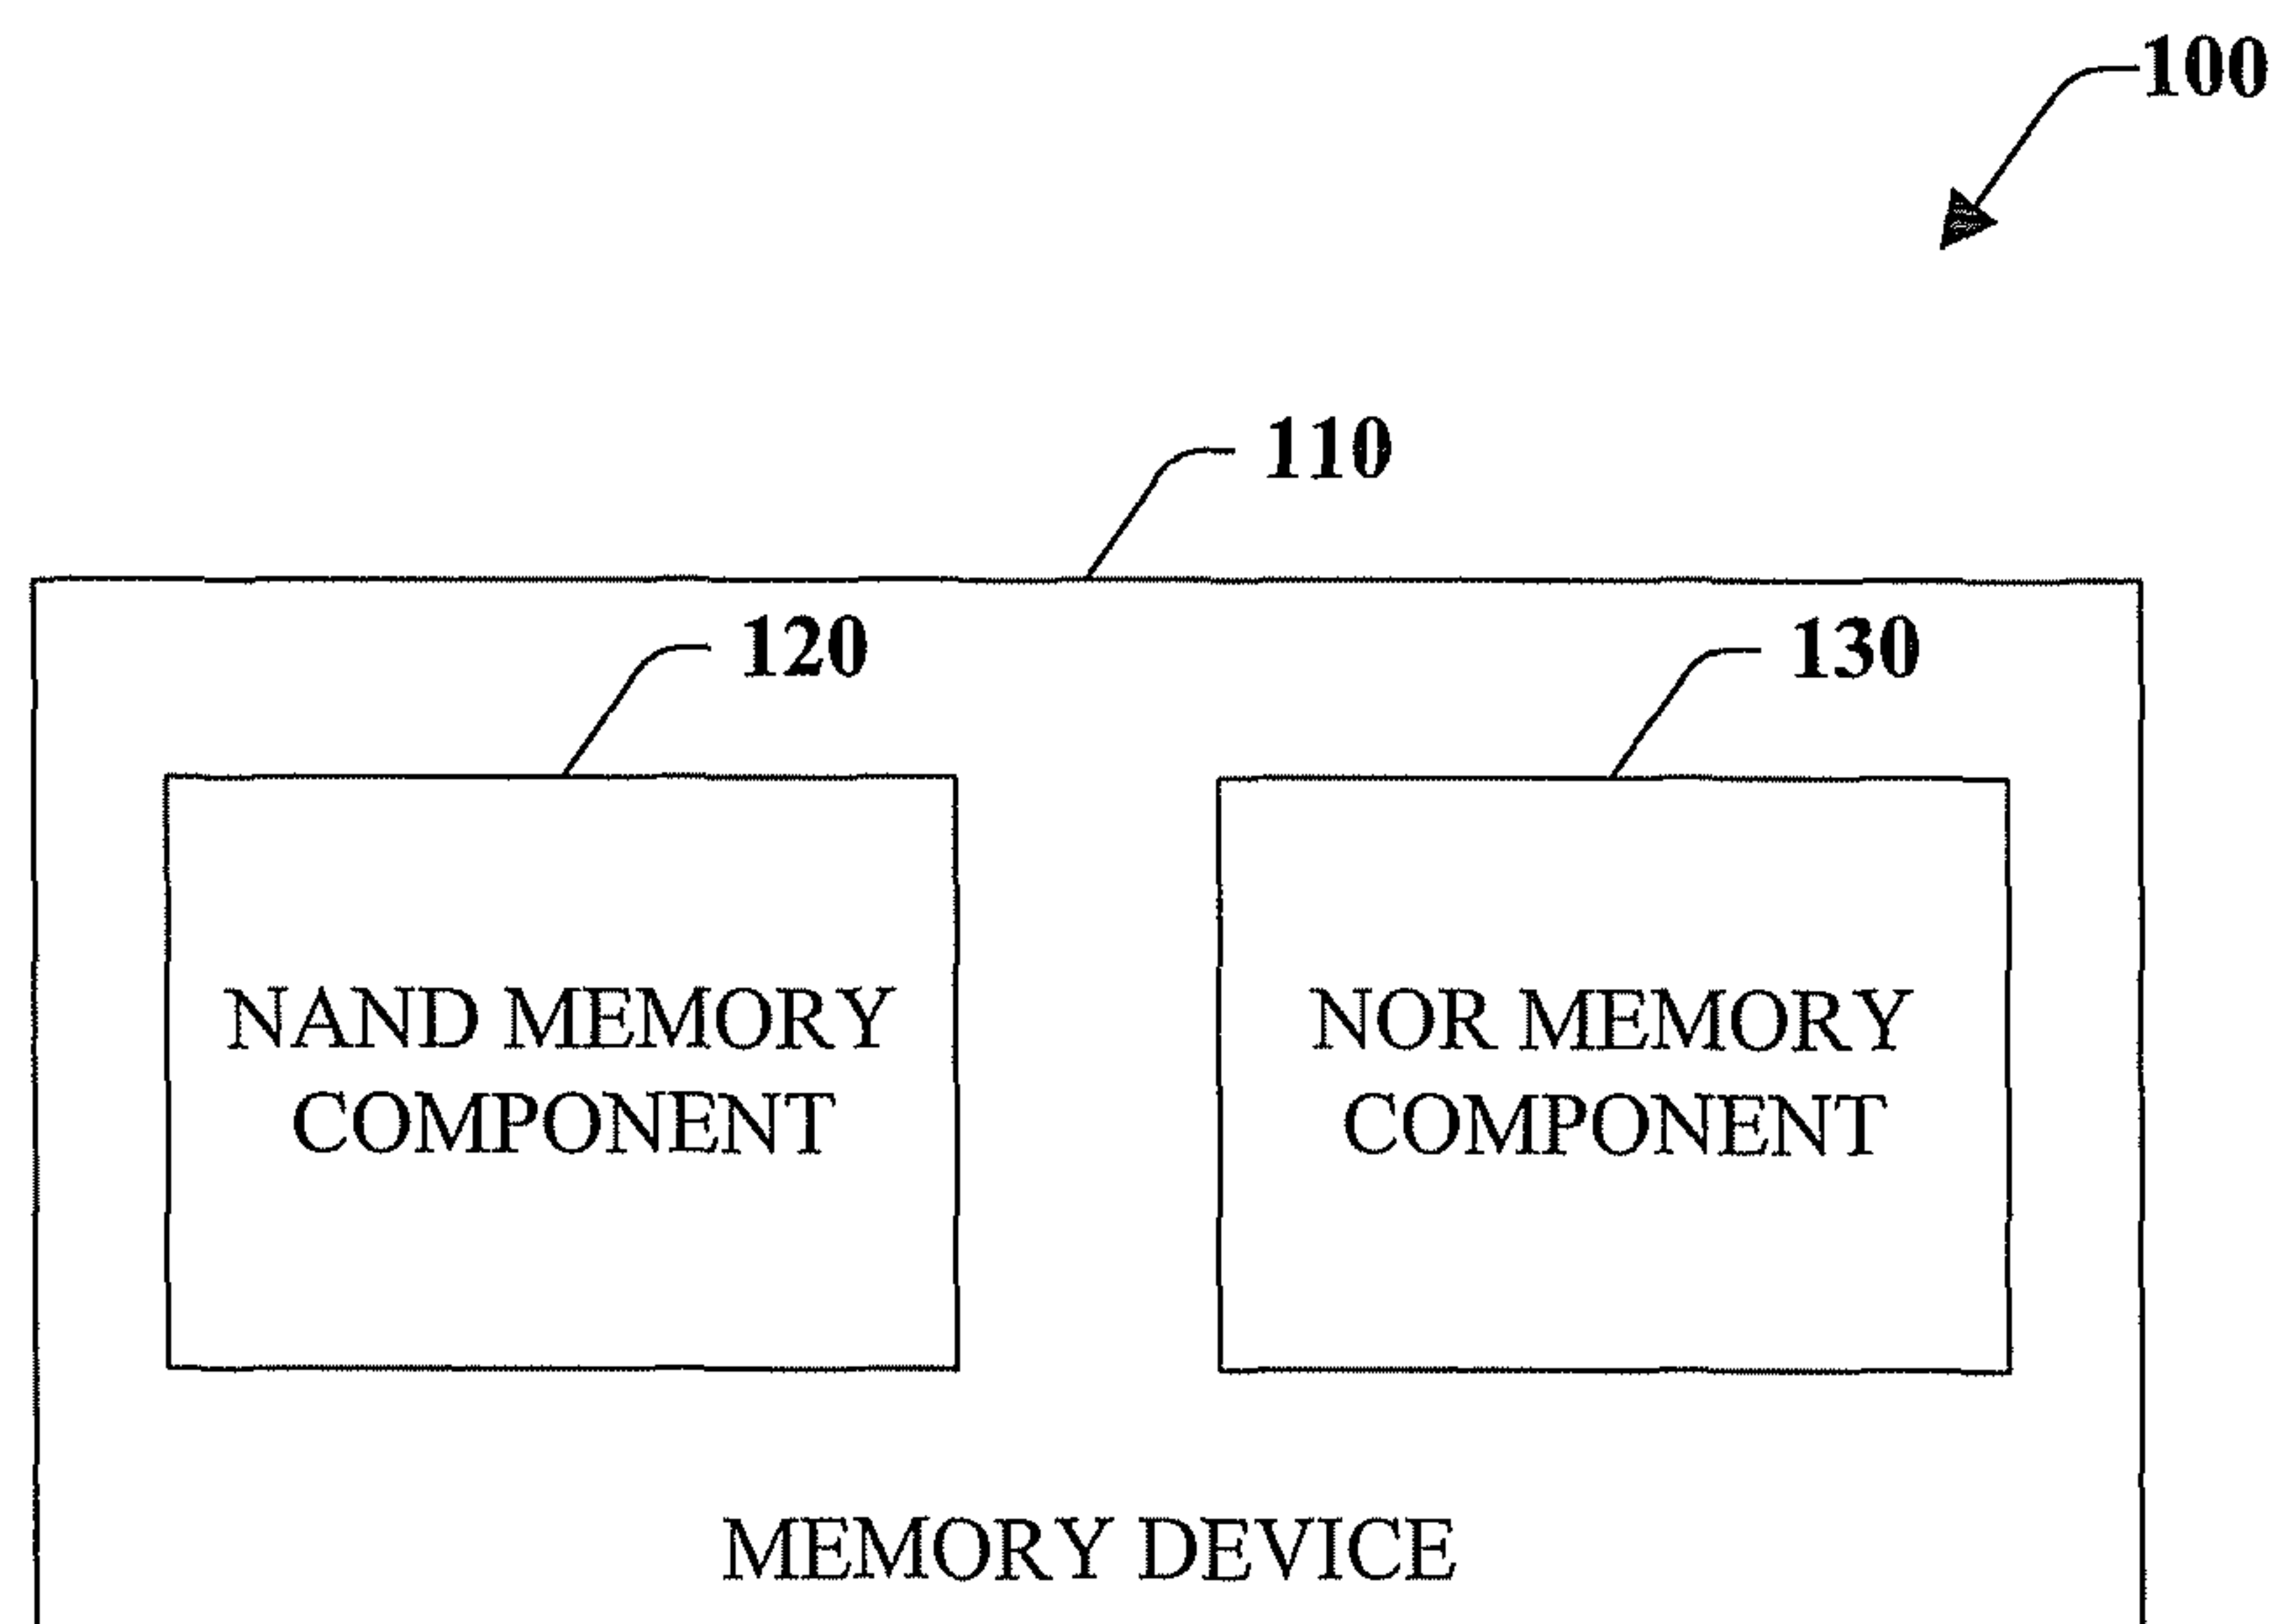 100
110
120
130
NAND MEMORY
COMPONENT
NOR MEMORY
COMPONENT
MEMORY DEVICE